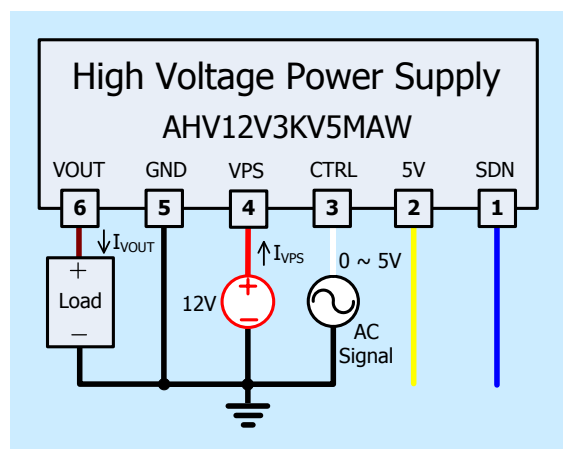 High Voltage Power Supply
AHV12V3KV5MAW
VOUT GND VPS CTRL 5V SDN
6 5 4 3 2 1
IVOUT
IVPS
0 ~ 5V
+
Load
−
12V
+
−
AC
Signal